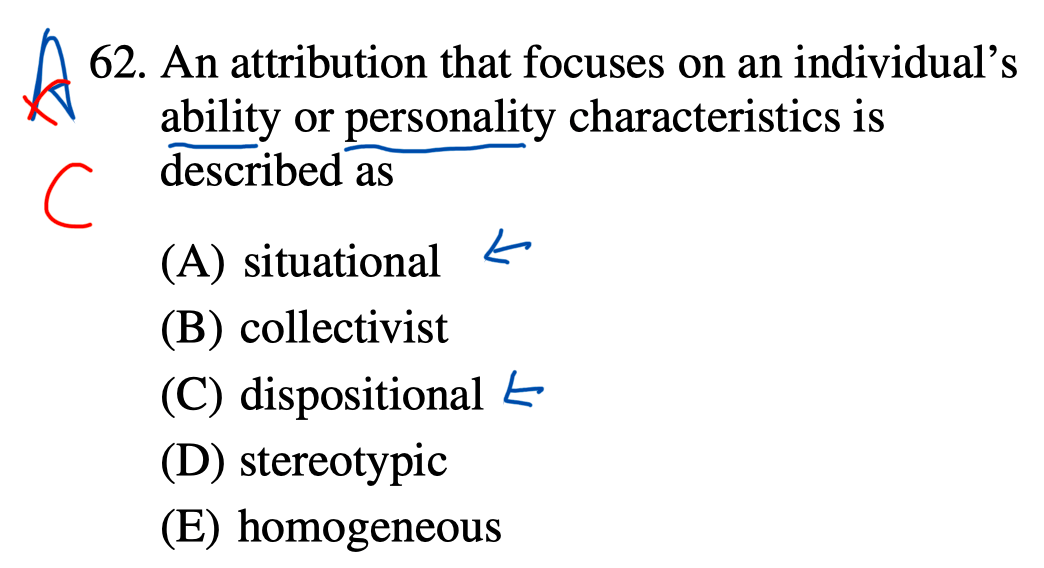 A 62. An attribution that focuses on an individual’s
ability or personality characteristics is
C described as
(A) situational
(B) collectivist
(C) dispositional
(D) stereotypic
(E) homogeneous